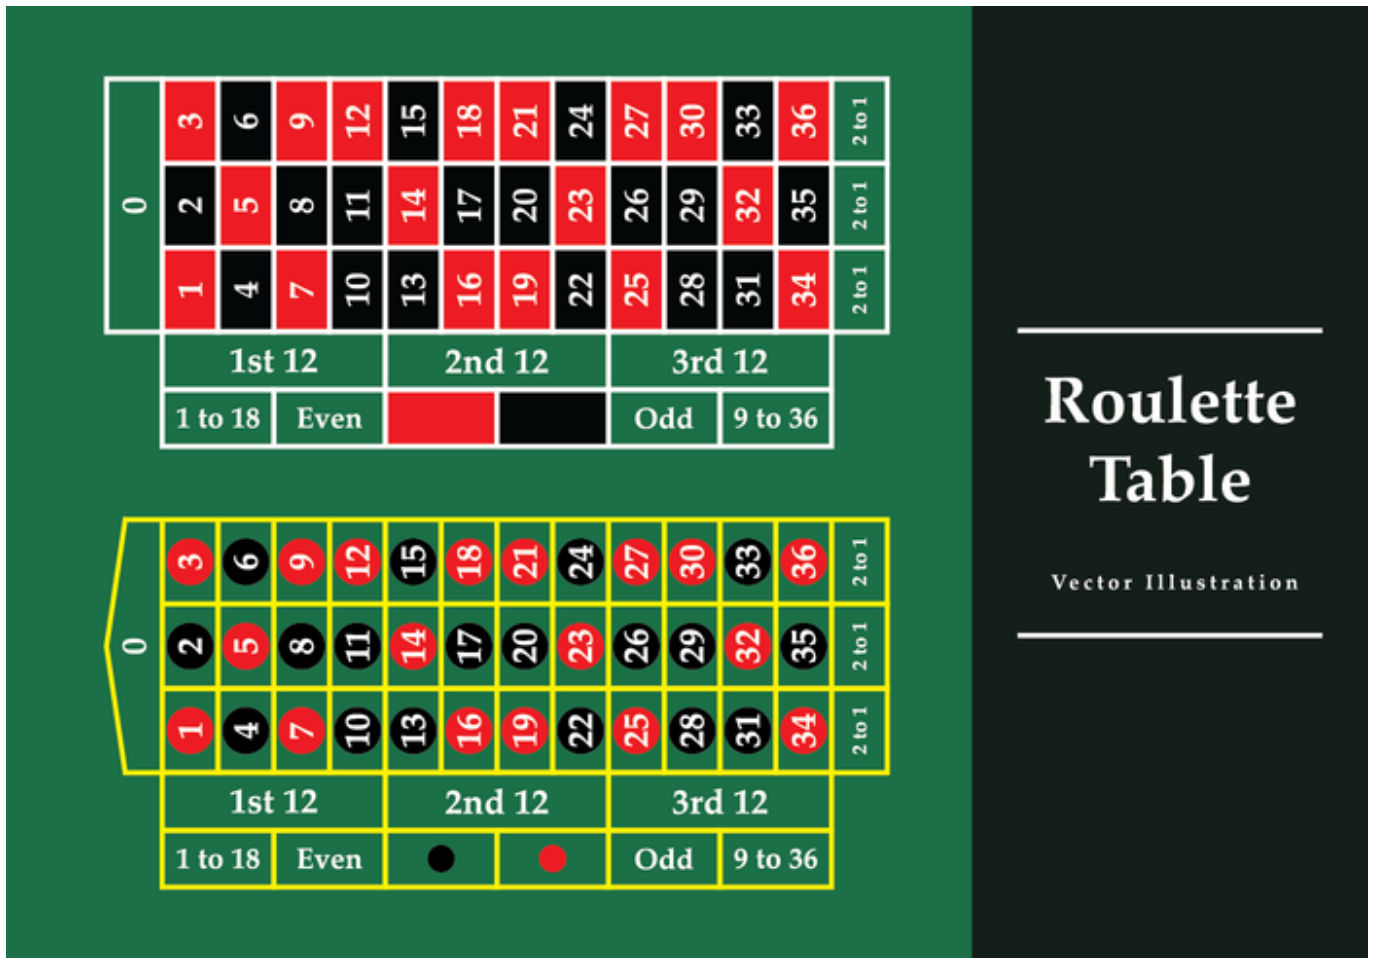 3 6 9 12 15 18 21 24 27 30 33 36 2 to 1
0 2 5 8 11 14 17 20 23 26 29 32 35 2 to 1
1 4 7 10 13 16 19 22 25 28 31 34 2 to 1
1st 12 2nd 12 3rd 12
1 to 18 Even Odd 9 to 36
3 6 9 12 15 18 21 24 27 30 33 36 2 to 1
0 2 5 8 11 14 17 20 23 26 29 32 35 2 to 1
1 4 7 10 13 16 19 22 25 28 31 34 2 to 1
1st 12 2nd 12 3rd 12
1 to 18 Even Odd 9 to 36
Roulette
Table
Vector Illustration